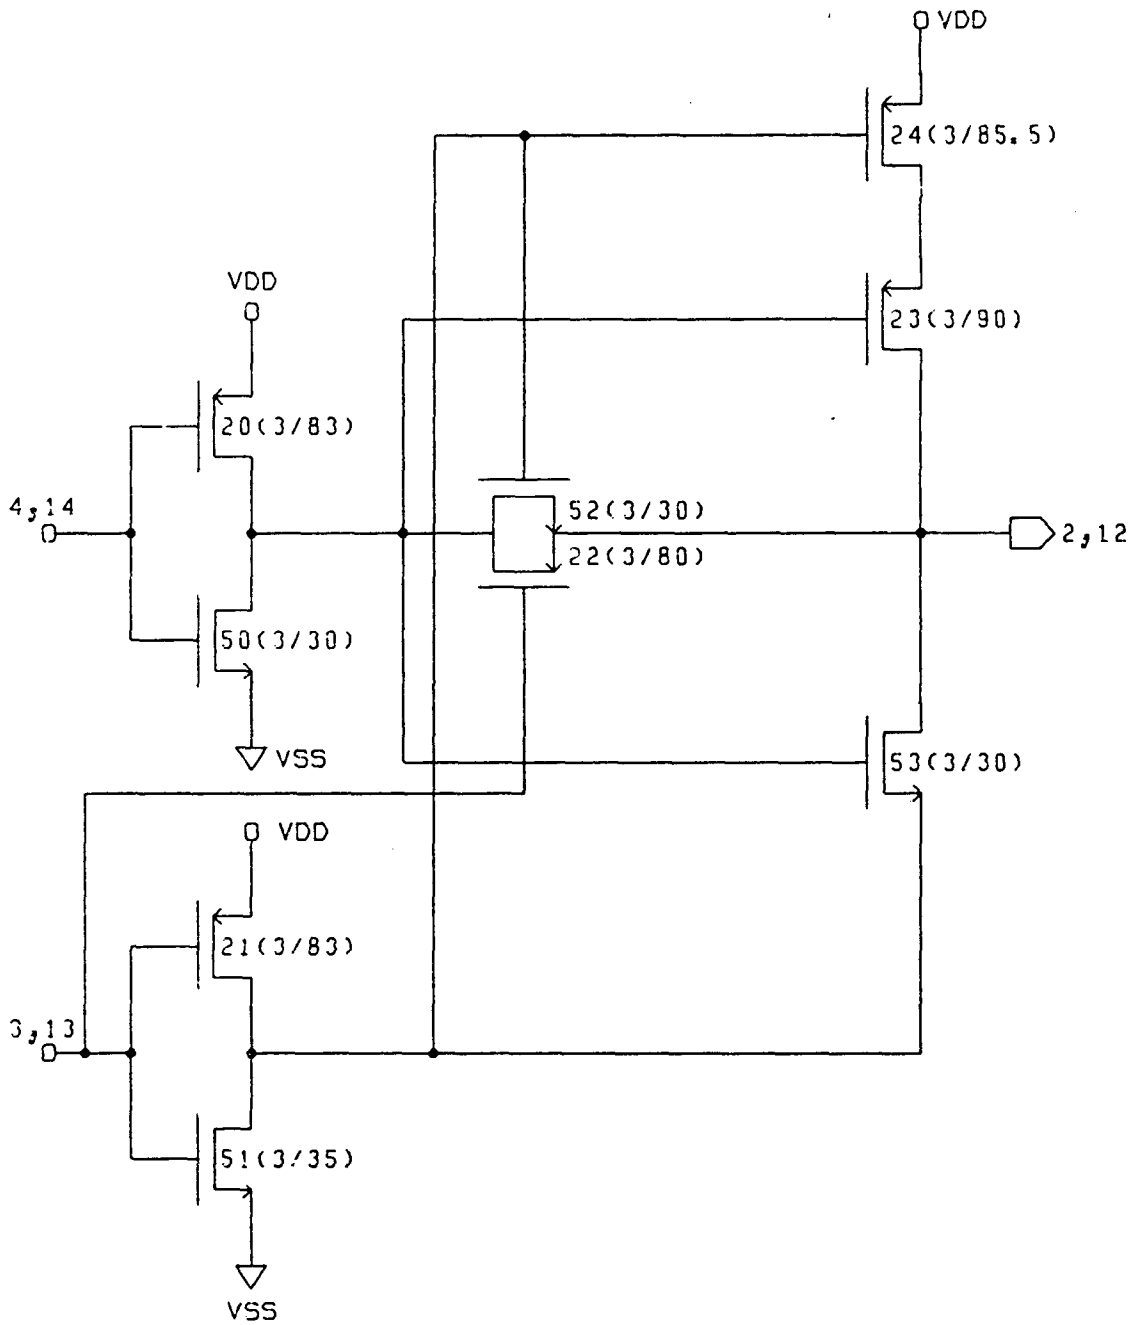 VDD
24(3/85.5)
VDD
23(3/90)
20(3/83)
4,14
52(3/30)
22(3/80)
2,12
50(3/30)
VSS
53(3/30)
VDD
21(3/83)
3,13
51(3/35)
VSS